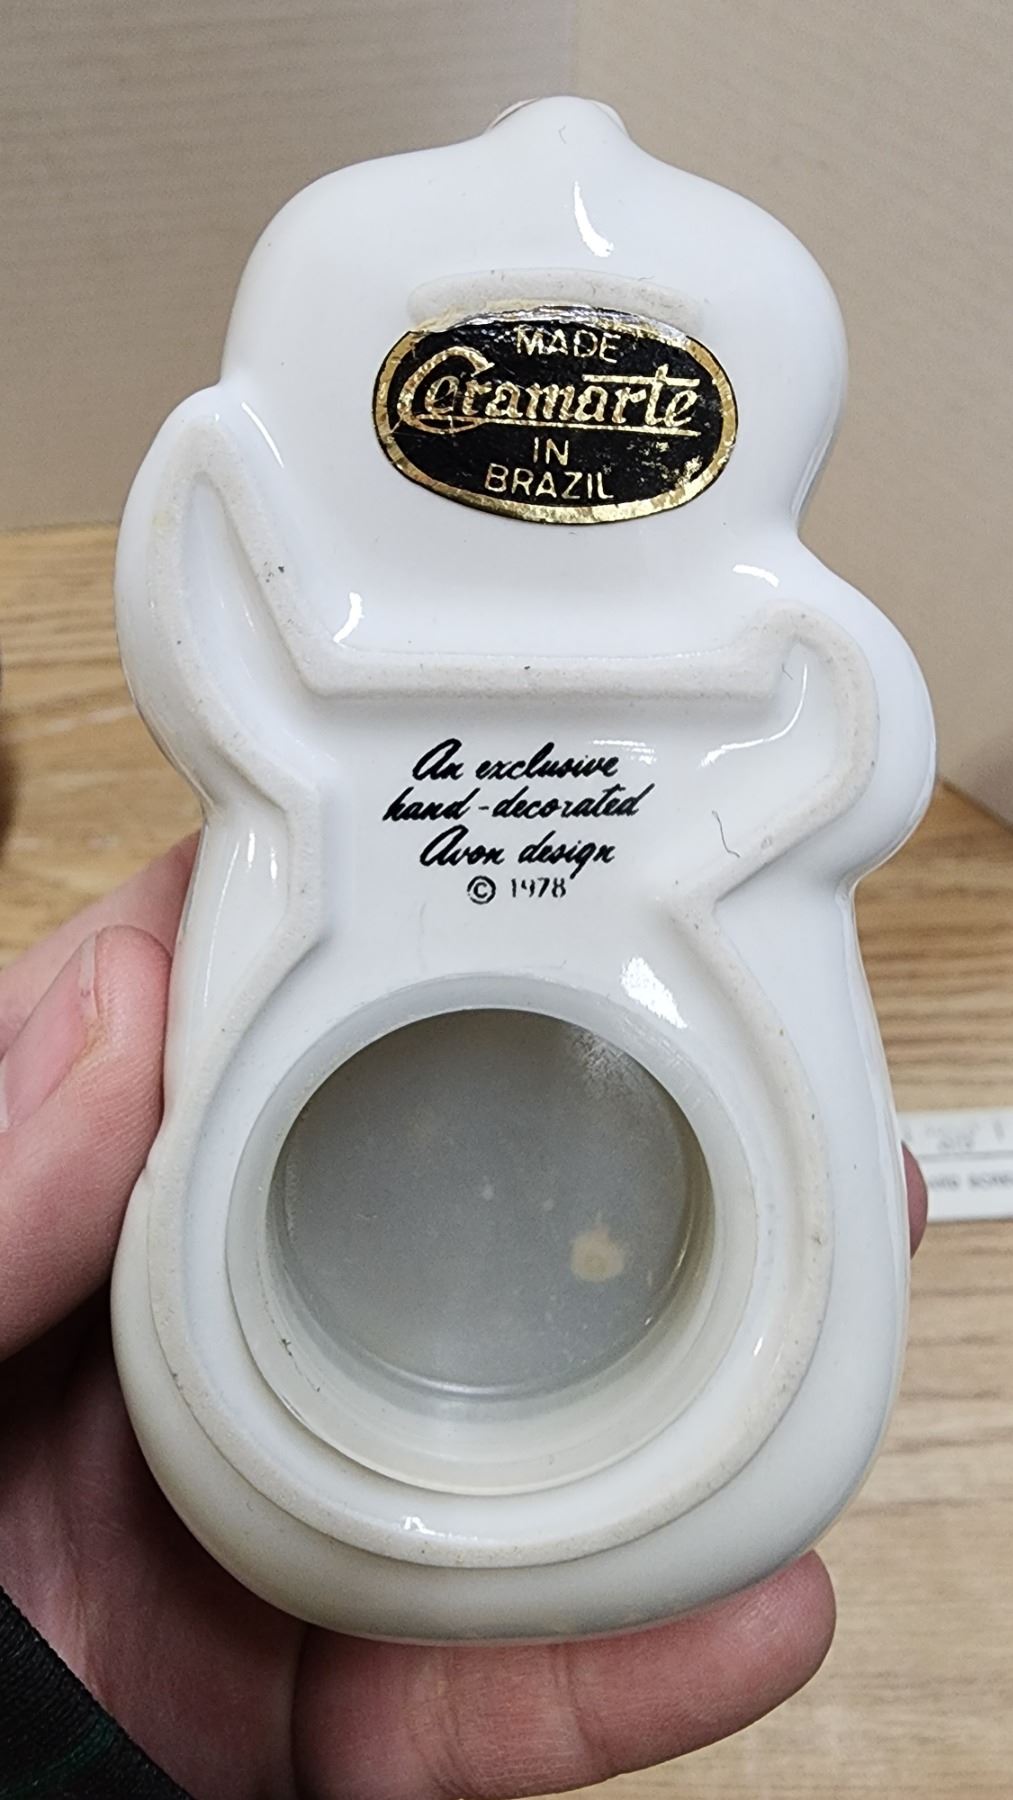 MADE
Ceramarte
IN
BRAZIL
An exclusive
hand-decorated
Avon design
© 1978